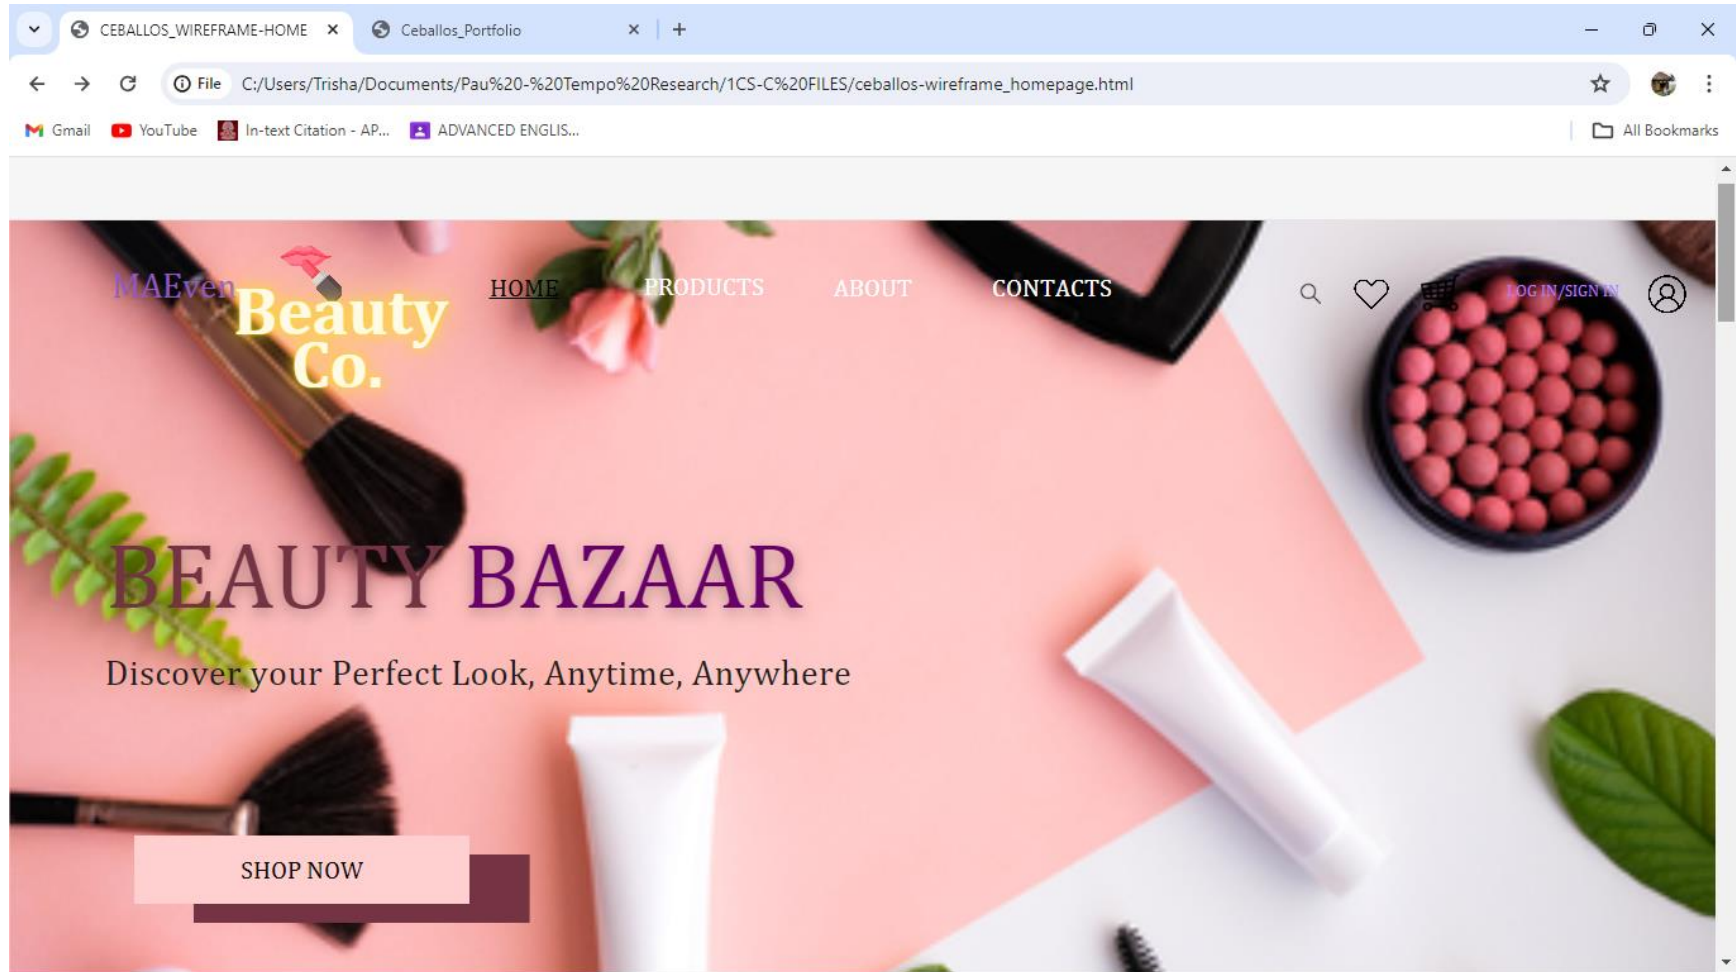 CEBALLOS_WIREFRAME-HOME
Ceballos_Portfolio
File C:/Users/Trisha/Documents/Pau%20-%20Tempo%20Research/1CS-C%20FILES/ceballos-wireframe_homepage.html
Gmail YouTube In-text Citation - AP... ADVANCED ENGLIS... All Bookmarks
MAEven
Beauty
Co.
HOME PRODUCTS ABOUT CONTACTS LOG IN/SIGN IN
BEAUTY BAZAAR
Discover your Perfect Look, Anytime, Anywhere
SHOP NOW